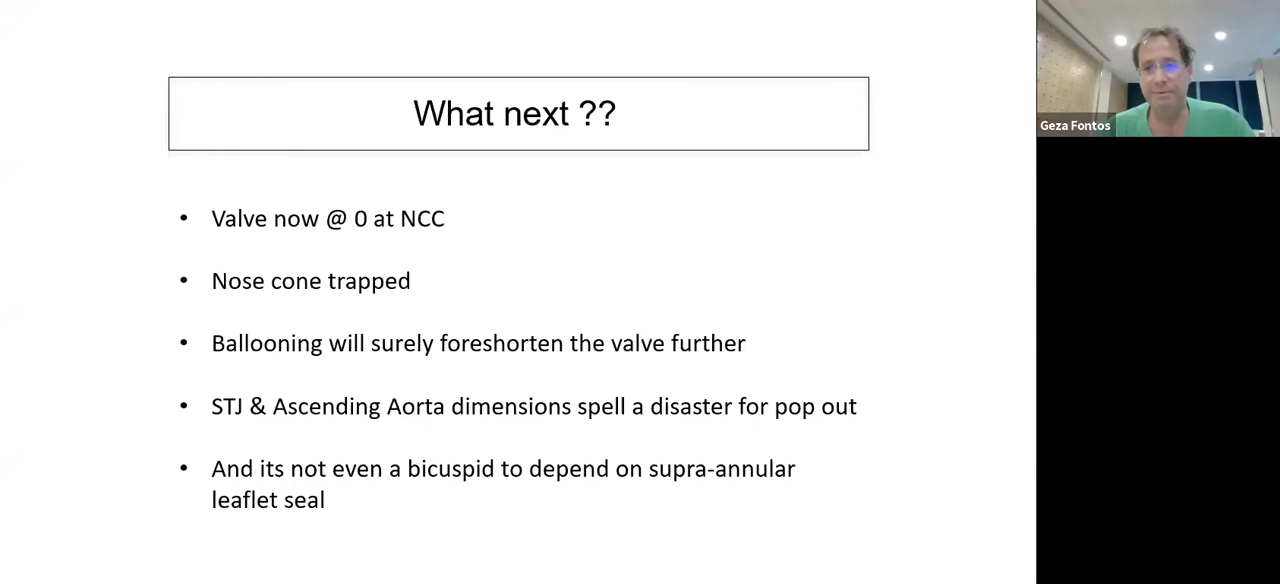 What next ??
• Valve now @ 0 at NCC
• Nose cone trapped
• Ballooning will surely foreshorten the valve further
• STJ & Ascending Aorta dimensions spell a disaster for pop out
• And its not even a bicuspid to depend on supra-annular
leaflet seal
Geza Fontos